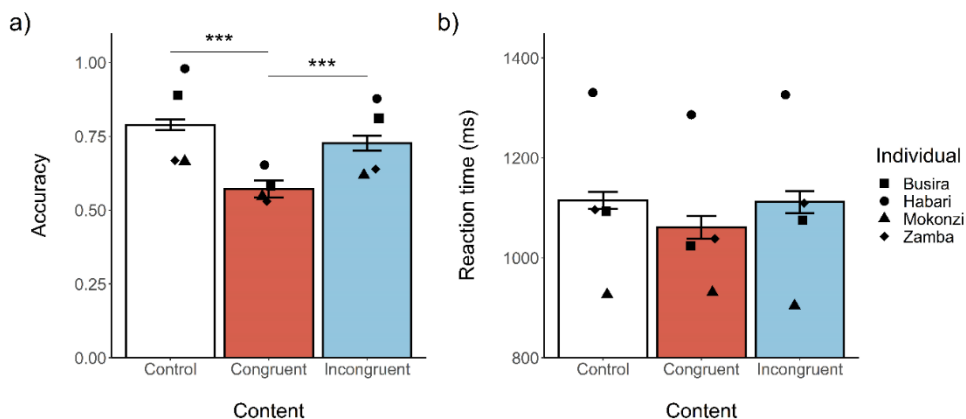 a)
***
***
Accuracy
1.00
0.75
0.50
0.25
0.00
Control
Congruent
Incongruent
Content
b)
Reaction time (ms)
1400
1200
1000
800
Control
Congruent
Incongruent
Content
Individual
Busira
Habari
Mokonzi
Zamba